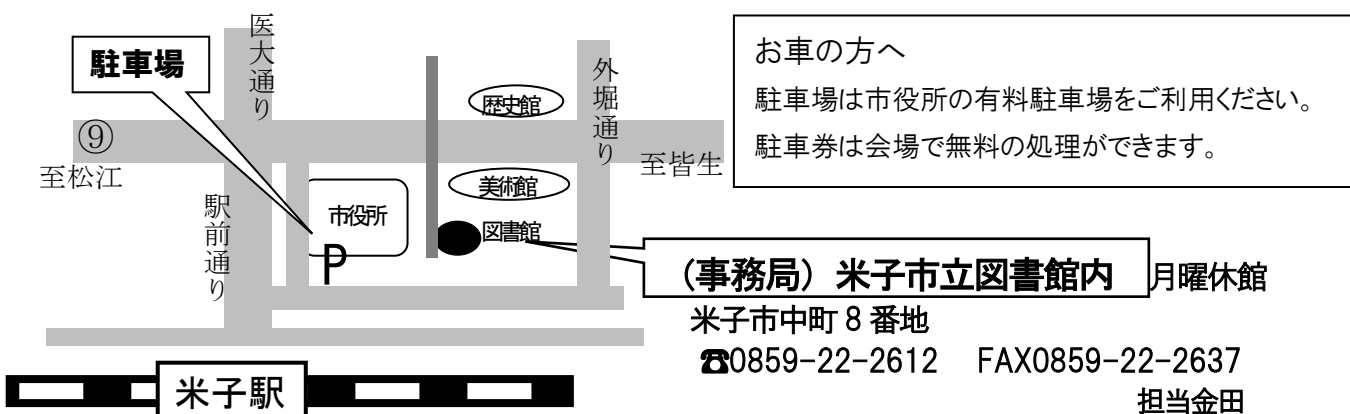 医大通り
駐車場
外堀通り
歴史館
⑨
至松江
至皆生
美術館
駅前通り
市役所
図書館
P
お車の方へ
駐車場は市役所の有料駐車場をご利用ください。
駐車券は会場で無料の処理ができます。
（事務局）米子市立図書館内 月曜休館
米子市中町８番地
☎0859-22-2612 FAX0859-22-2637
担当金田
米子駅